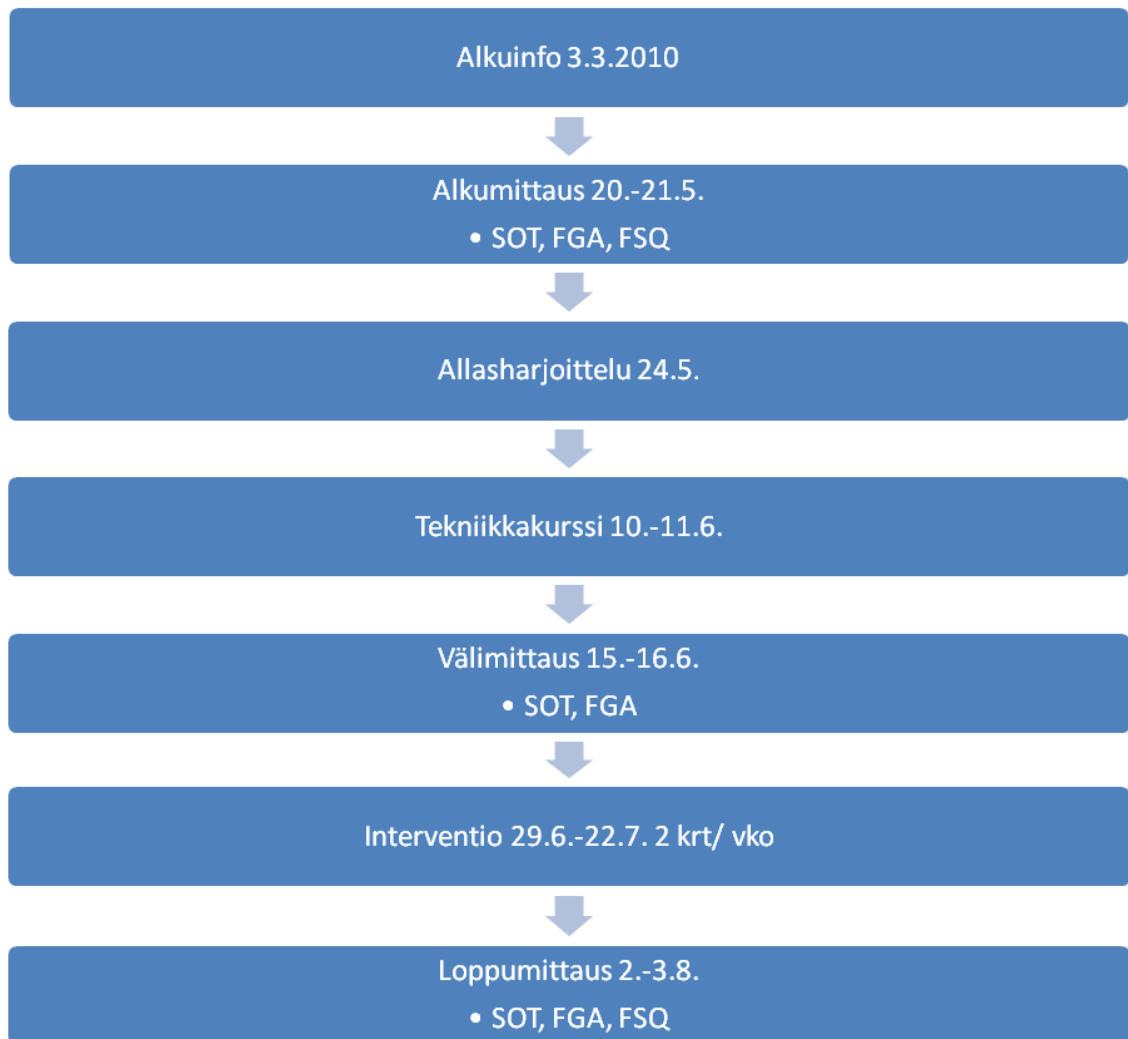 Alkuinfo 3.3.2010
Alkumittaus 20.-21.5.
• SOT, FGA, FSQ
Allasharjoittelu 24.5.
Tekniikkakurssi 10.-11.6.
Välimittaus 15.-16.6.
• SOT, FGA
Interventio 29.6.-22.7. 2 krt/ vko
Loppumittaus 2.-3.8.
• SOT, FGA, FSQ